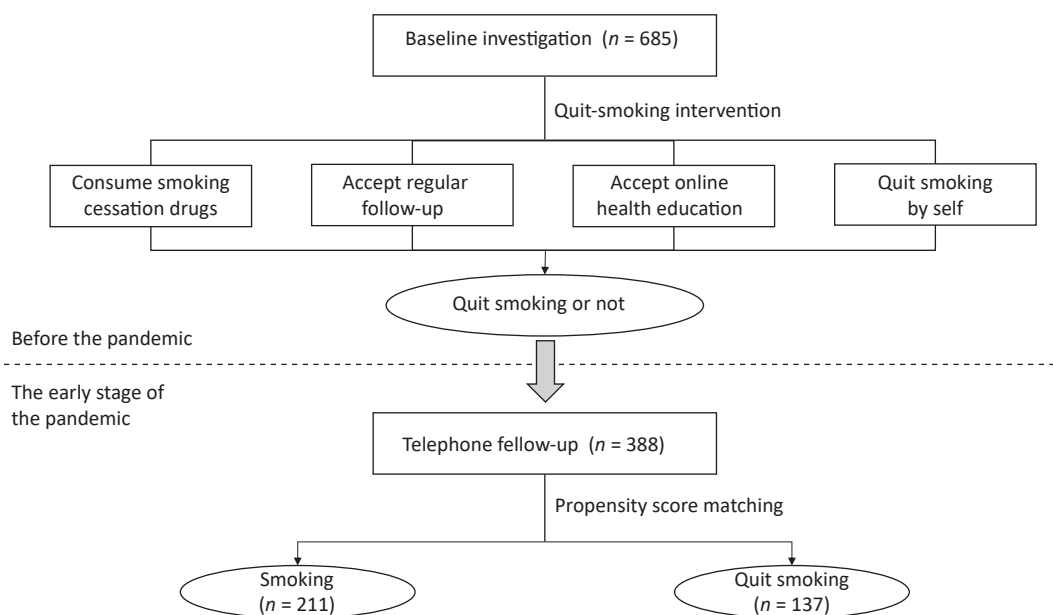 Baseline investigation (n = 685)
Quit-smoking intervention
Consume smoking
cessation drugs
Accept regular
follow-up
Accept online
health education
Quit smoking
by self
Quit smoking or not
Before the pandemic
The early stage of
the pandemic
Telephone fellow-up (n = 388)
Propensity score matching
Smoking
(n = 211)
Quit smoking
(n = 137)